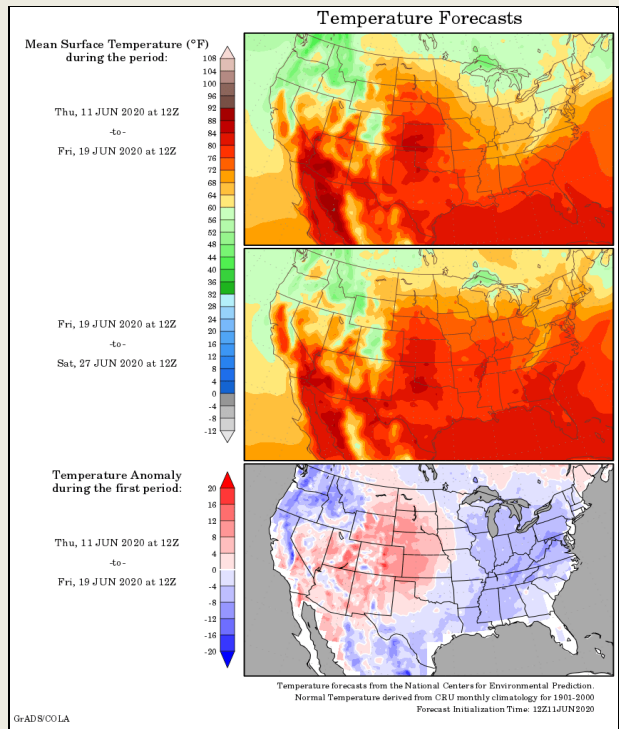 Temperature Forecasts
Mean Surface Temperature (°F)
during the period:
Thu, 11 JUN 2020 at 12Z
-to-
Fri, 19 JUN 2020 at 12Z
108
104
100
96
92
88
84
80
76
72
68
64
60
56
52
48
44
40
36
32
28
24
20
16
12
8
4
0
-4
-8
-12
Fri, 19 JUN 2020 at 12Z
-to-
Sat, 27 JUN 2020 at 12Z
Temperature Anomaly
during the first period:
Thu, 11 JUN 2020 at 12Z
-to-
Fri, 19 JUN 2020 at 12Z
20
16
12
8
4
0
-4
-8
-12
-16
-20
Temperature forecasts from the National Centers for Environmental Prediction.
Normal Temperature derived from CRU monthly climatology for 1901-2000
Forecast Initialization Time: 12Z11JUN2020
GrADS/COLA